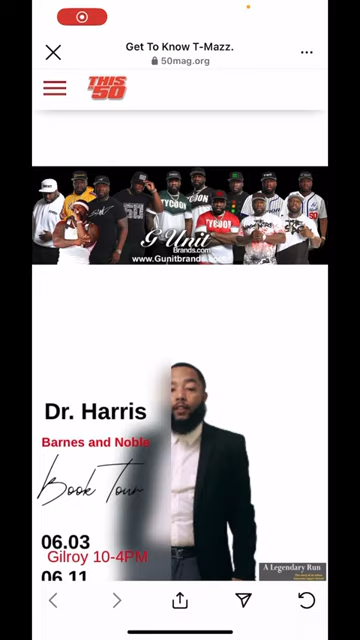 Get To Know T-Mazz.
50mag.org
THIS
IS
50
G Unit
Brands.com
www.Gunitbrands.com
Dr. Harris
Barnes and Noble
Book Tour
06.03
Gilroy 10-4PM
06.11
A Legendary Run